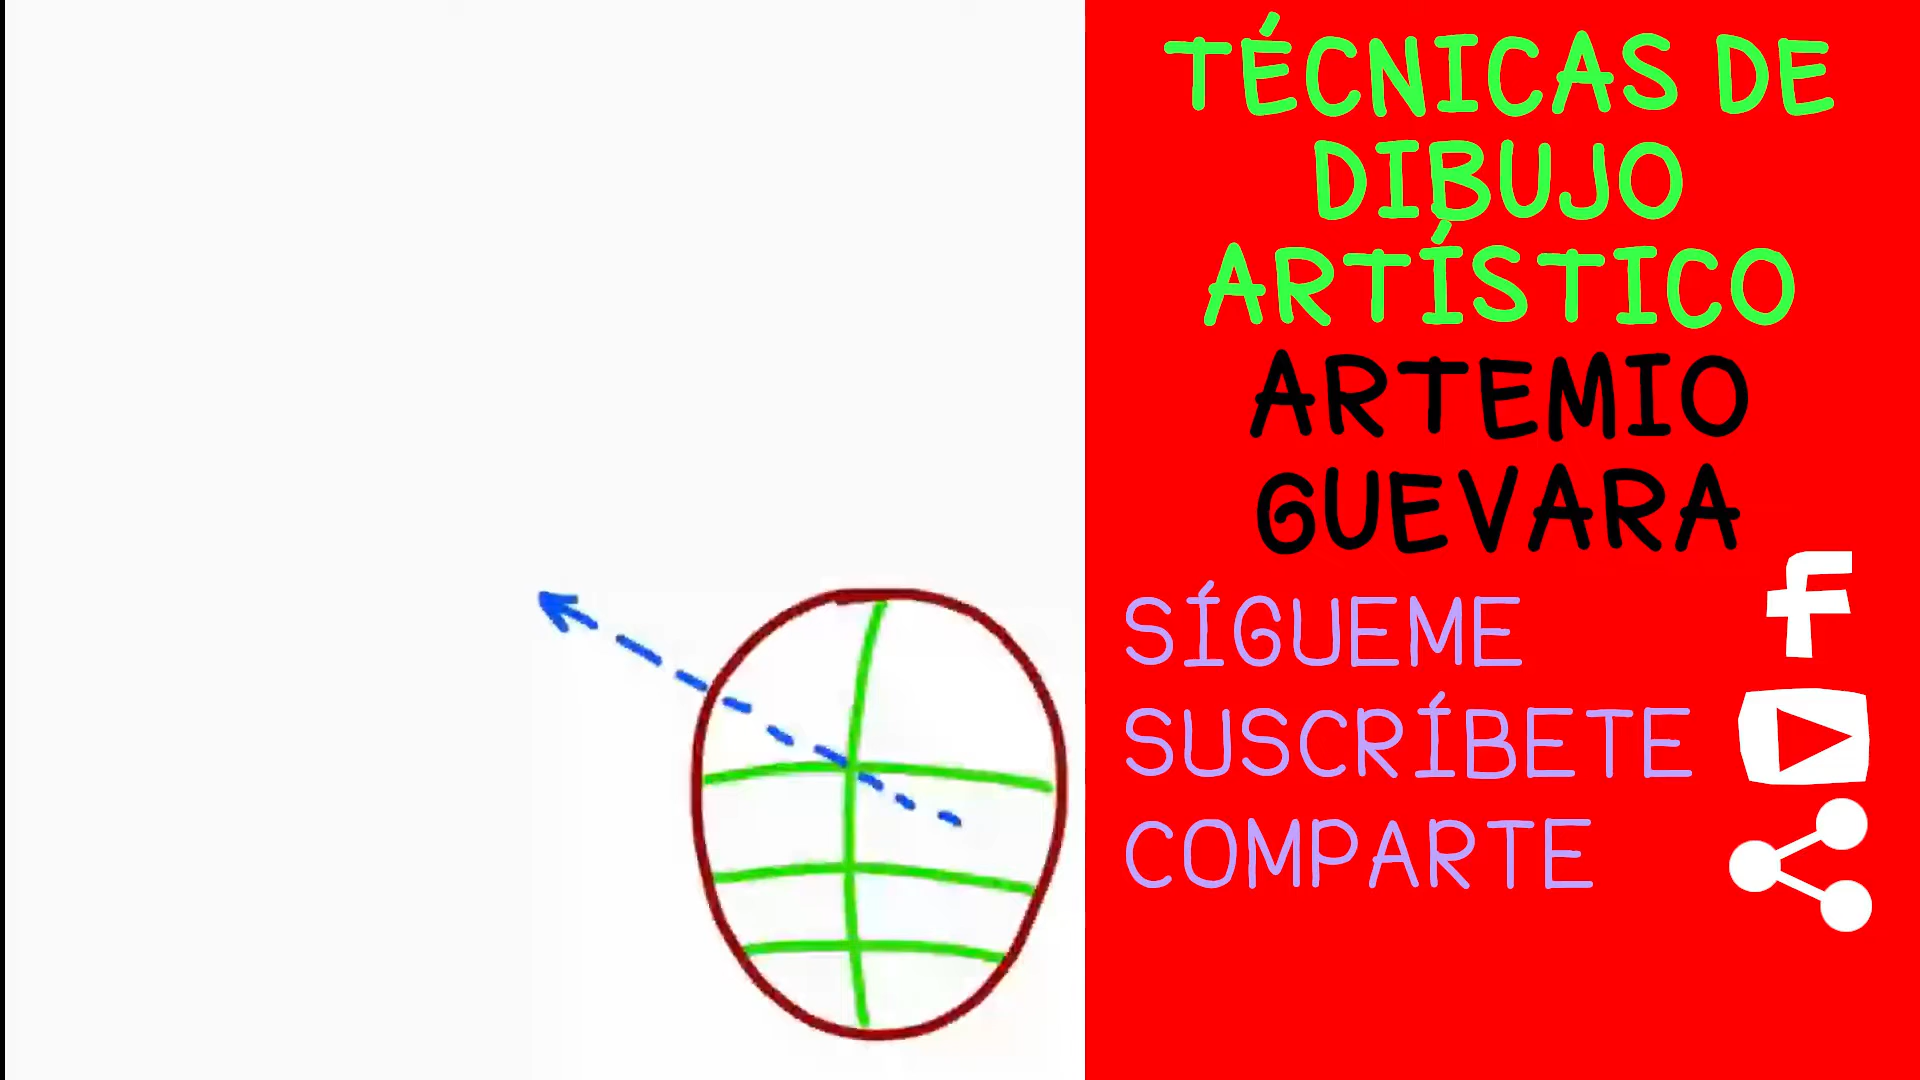 TÉCNICAS DE
DIBUJO
ARTÍSTICO
ARTEMIO
GUEVARA
SÍGUEME
SUSCRÍBETE
COMPARTE